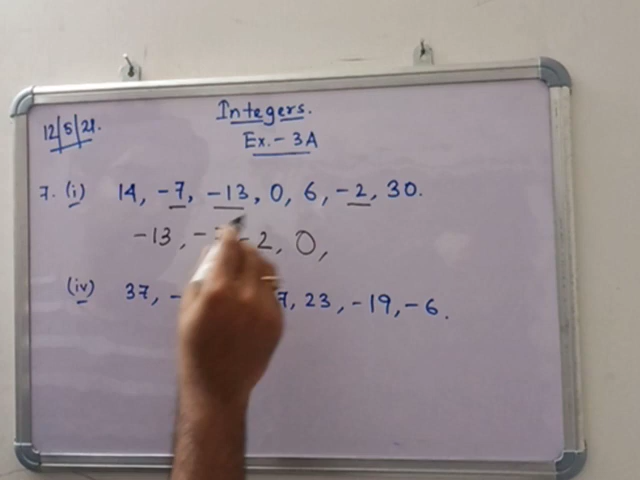 12/5/21.
Integers.
Ex.- 3A
7. (i) 14, -7, -13, 0, 6, -2, 30.
-13, - -2, 0,
(iv) 37, - 7, 23, -19, -6.